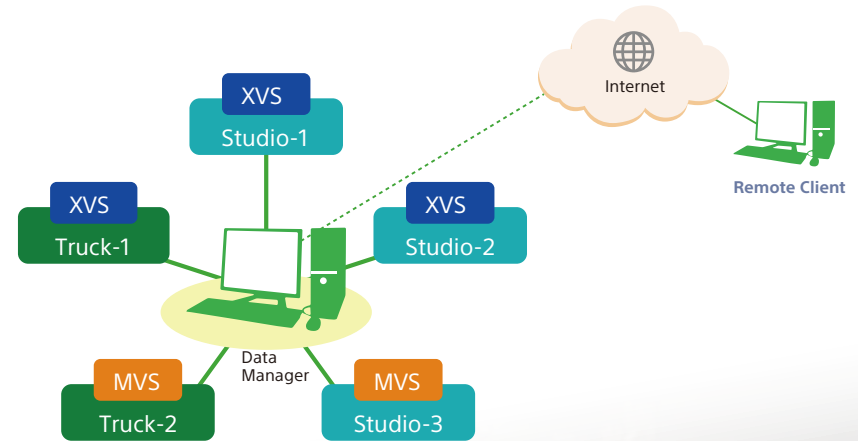 Internet
Remote Client
XVS
Studio-1
XVS
Truck-1
XVS
Studio-2
Data
Manager
MVS
Truck-2
MVS
Studio-3